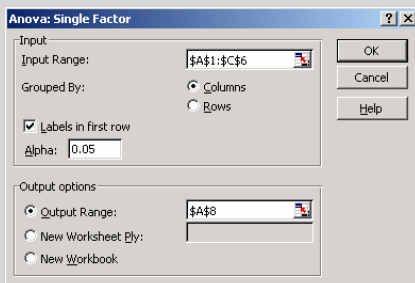 Anova: Single Factor
Input
Input Range: $A$1:$C$6
Grouped By: Columns
Rows
Labels in first row
Alpha: 0.05
OK
Cancel
Help
Output options
Output Range: $A$8
New Worksheet Ply:
New Workbook